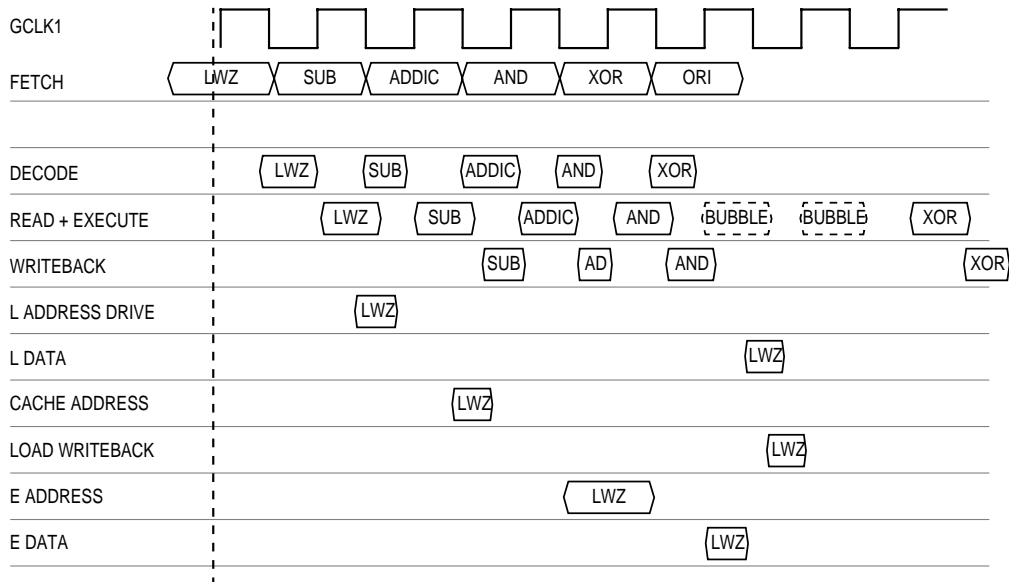 GCLK1
FETCH LWZ SUB ADDIC AND XOR ORI
DECODE LWZ SUB ADDIC AND XOR
READ + EXECUTE LWZ SUB ADDIC AND BUBBLE BUBBLE XOR
WRITEBACK SUB AD AND XOR
L ADDRESS DRIVE LWZ
L DATA LWZ
CACHE ADDRESS LWZ
LOAD WRITEBACK LWZ
E ADDRESS LWZ
E DATA LWZ